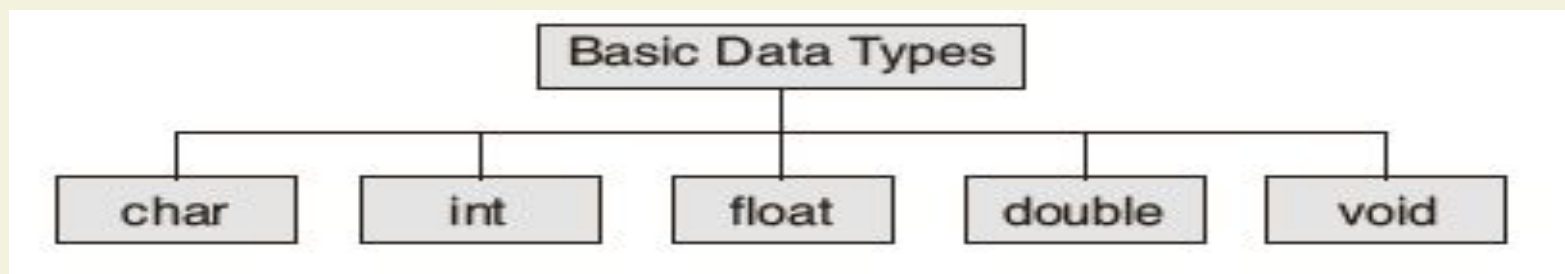 Basic Data Types
char int float double void